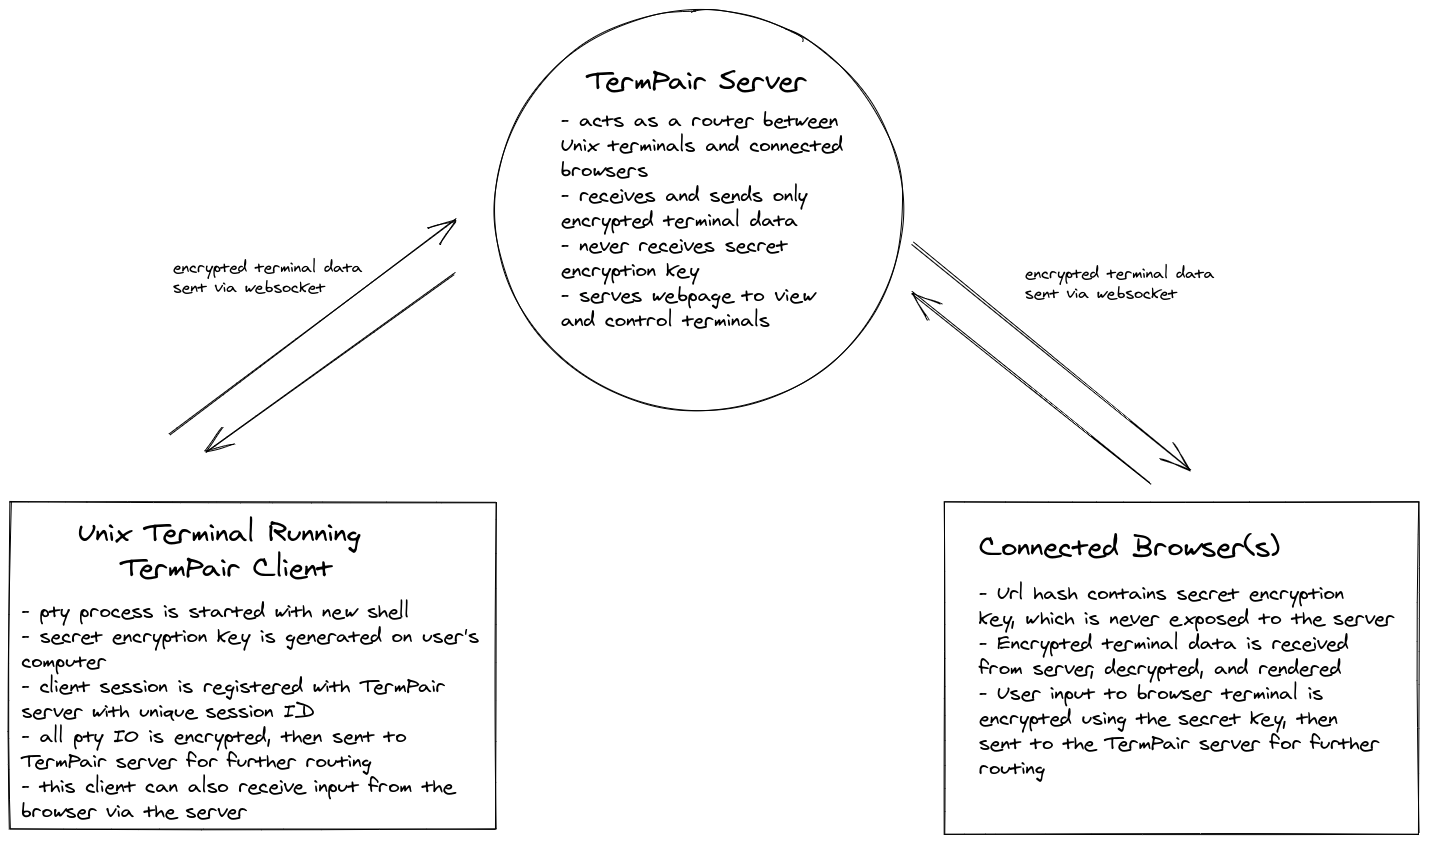 TermPair Server
- acts as a router between
Unix terminals and connected
browsers
- receives and sends only
encrypted terminal data
- never receives secret
encryption key
- serves webpage to view
and control terminals
encrypted terminal data
sent via websocket
encrypted terminal data
sent via websocket
Unix Terminal Running
TermPair Client
- pty process is started with new shell
- secret encryption key is generated on user's
computer
- client session is registered with TermPair
server with unique session ID
- all pty IO is encrypted, then sent to
TermPair server for further routing
- this client can also receive input from the
browser via the server
Connected Browser(s)
- Url hash contains secret encryption
key, which is never exposed to the server
- Encrypted terminal data is received
from server, decrypted, and rendered
- User input to browser terminal is
encrypted using the secret key, then
sent to the TermPair server for further
routing